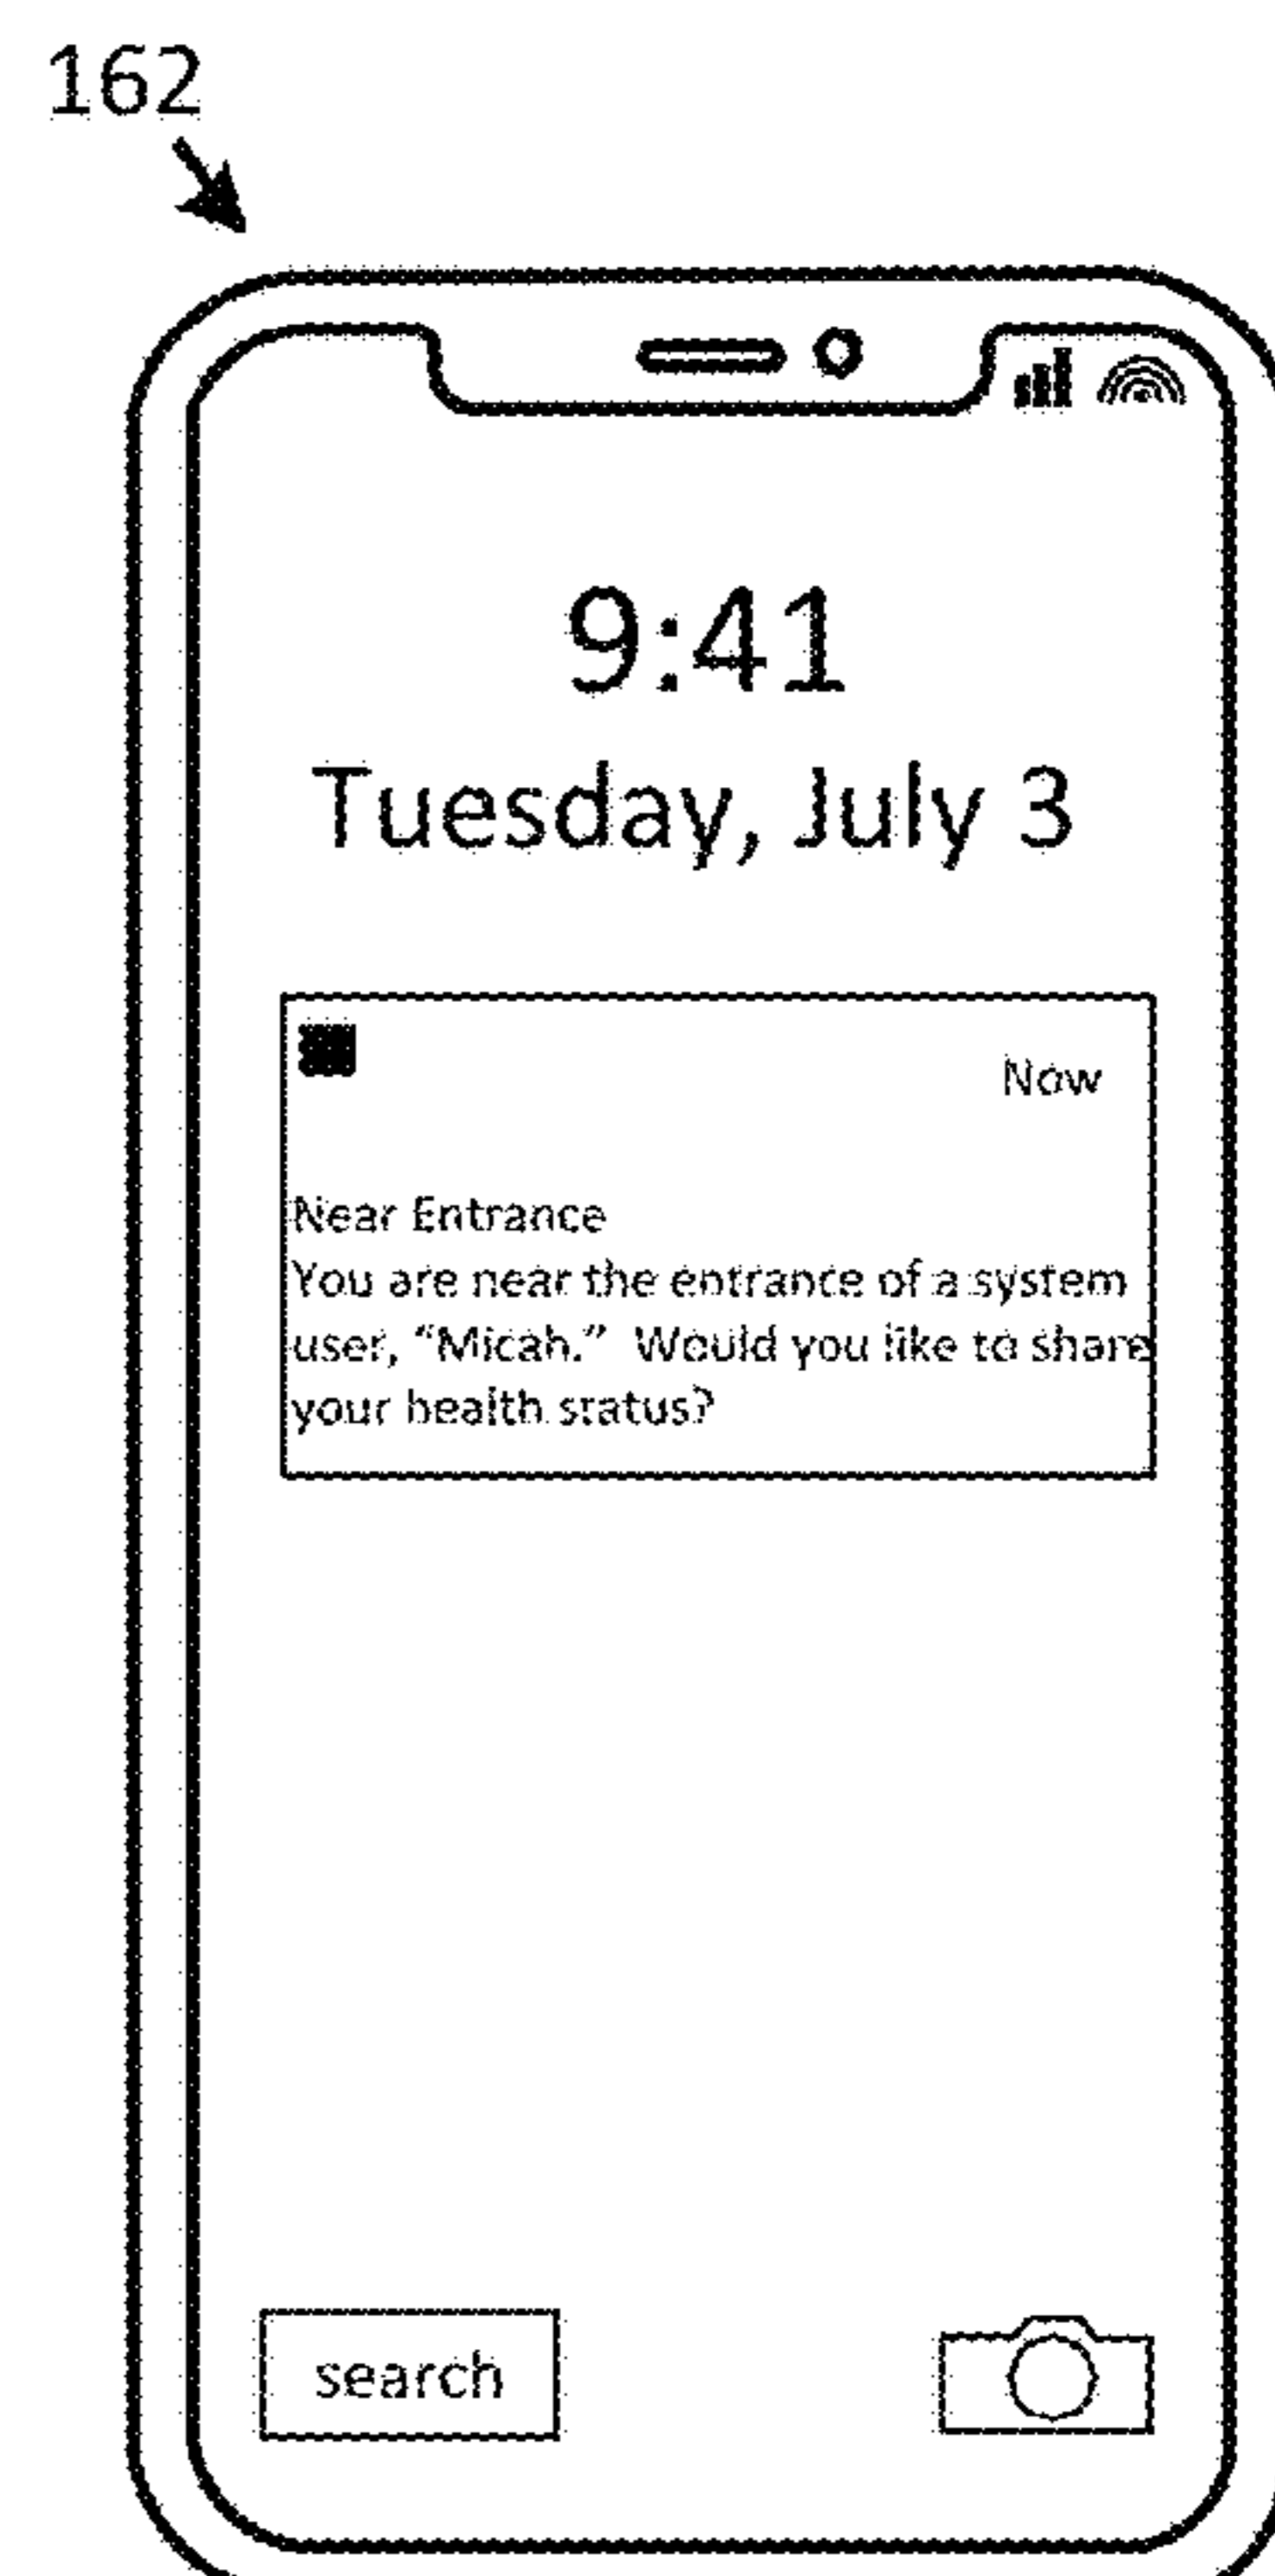 162
9:41
Tuesday, July 3
Now
Near Entrance
You are near the entrance of a system
user, “Micah.”  Would you like to share
your health status?
search